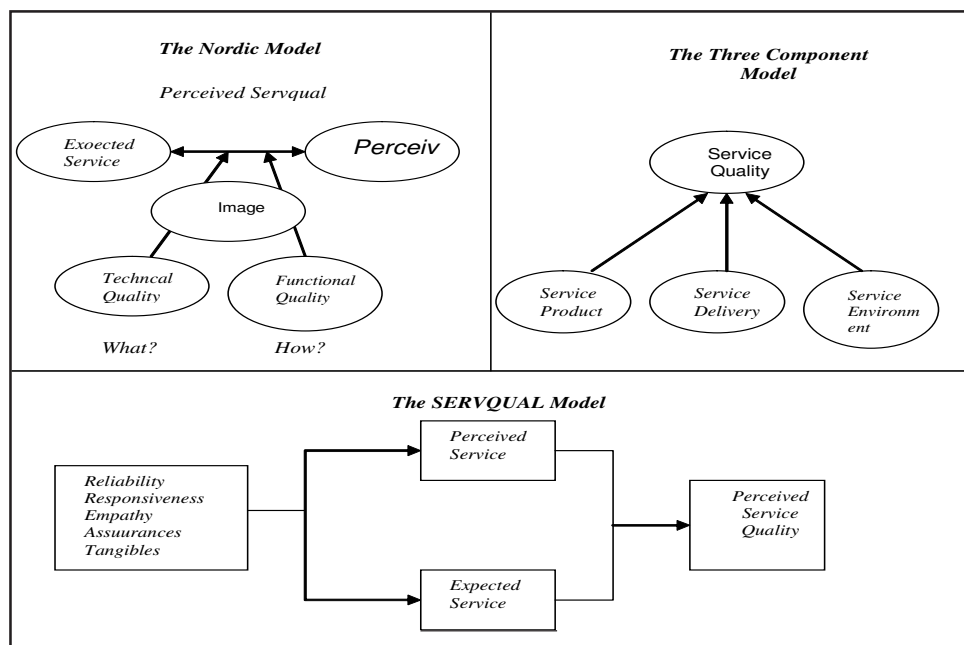 The Nordic Model
Perceived Servqual
Exoected
Service
Perceiv
Image
Techncal
Quality
Functional
Quality
What?
How?
The Three Component
Model
Service
Quality
Service
Product
Service
Delivery
Service
Environm
ent
The SERVQUAL Model
Reliability
Responsiveness
Empathy
Assuurances
Tangibles
Perceived
Service
Expected
Service
Perceived
Service
Quality